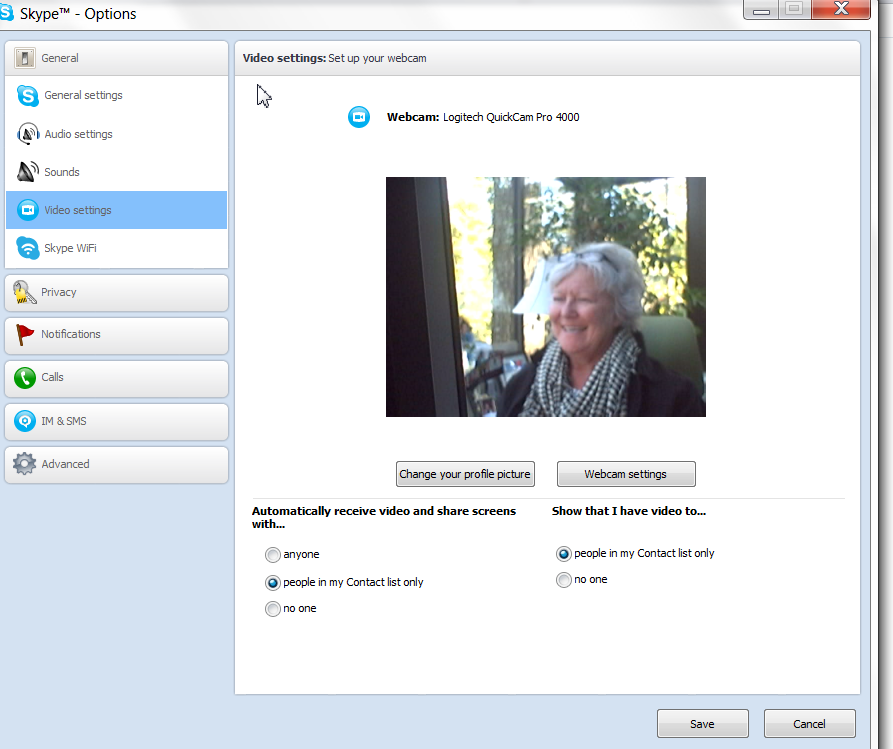 Skype™ - Options
General
General settings
Audio settings
Sounds
Video settings
Skype WiFi
Privacy
Notifications
Calls
IM & SMS
Advanced
Video settings: Set up your webcam
Webcam: Logitech QuickCam Pro 4000
Change your profile picture
Webcam settings
Automatically receive video and share screens
with...
anyone
people in my Contact list only
no one
Show that I have video to...
people in my Contact list only
no one
Save
Cancel